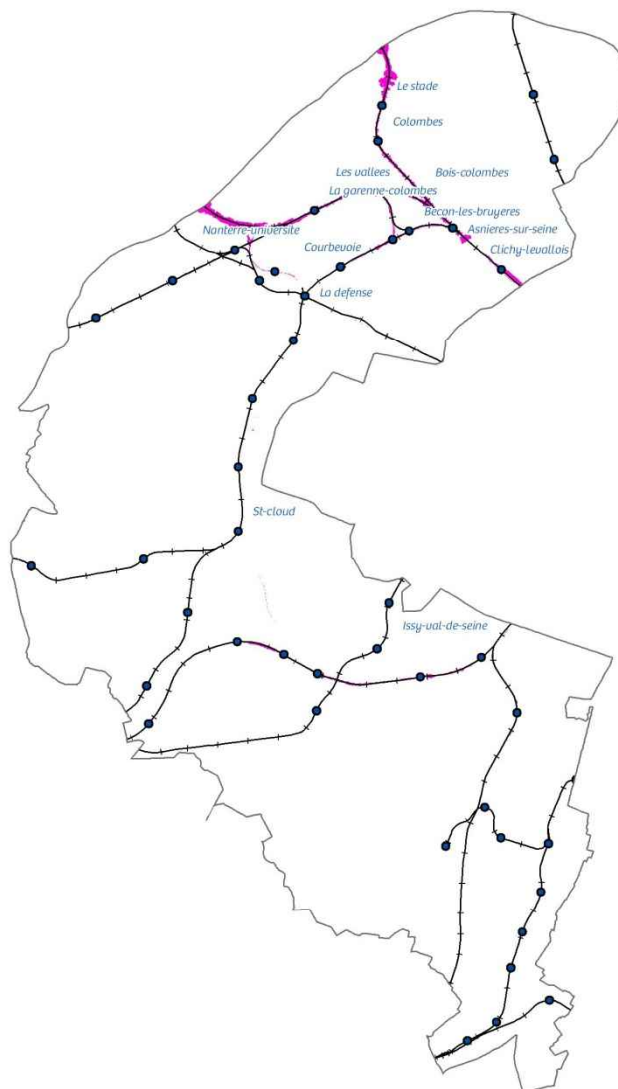 Le stade
Colombes
Les vallees
Bois-colombes
La garenne-colombes
Becon-les-bruyeres
Nanterre-universite
Asnieres-sur-seine
Courbevoie
Clichy-levallois
La defense
St-cloud
Issy-val-de-seine